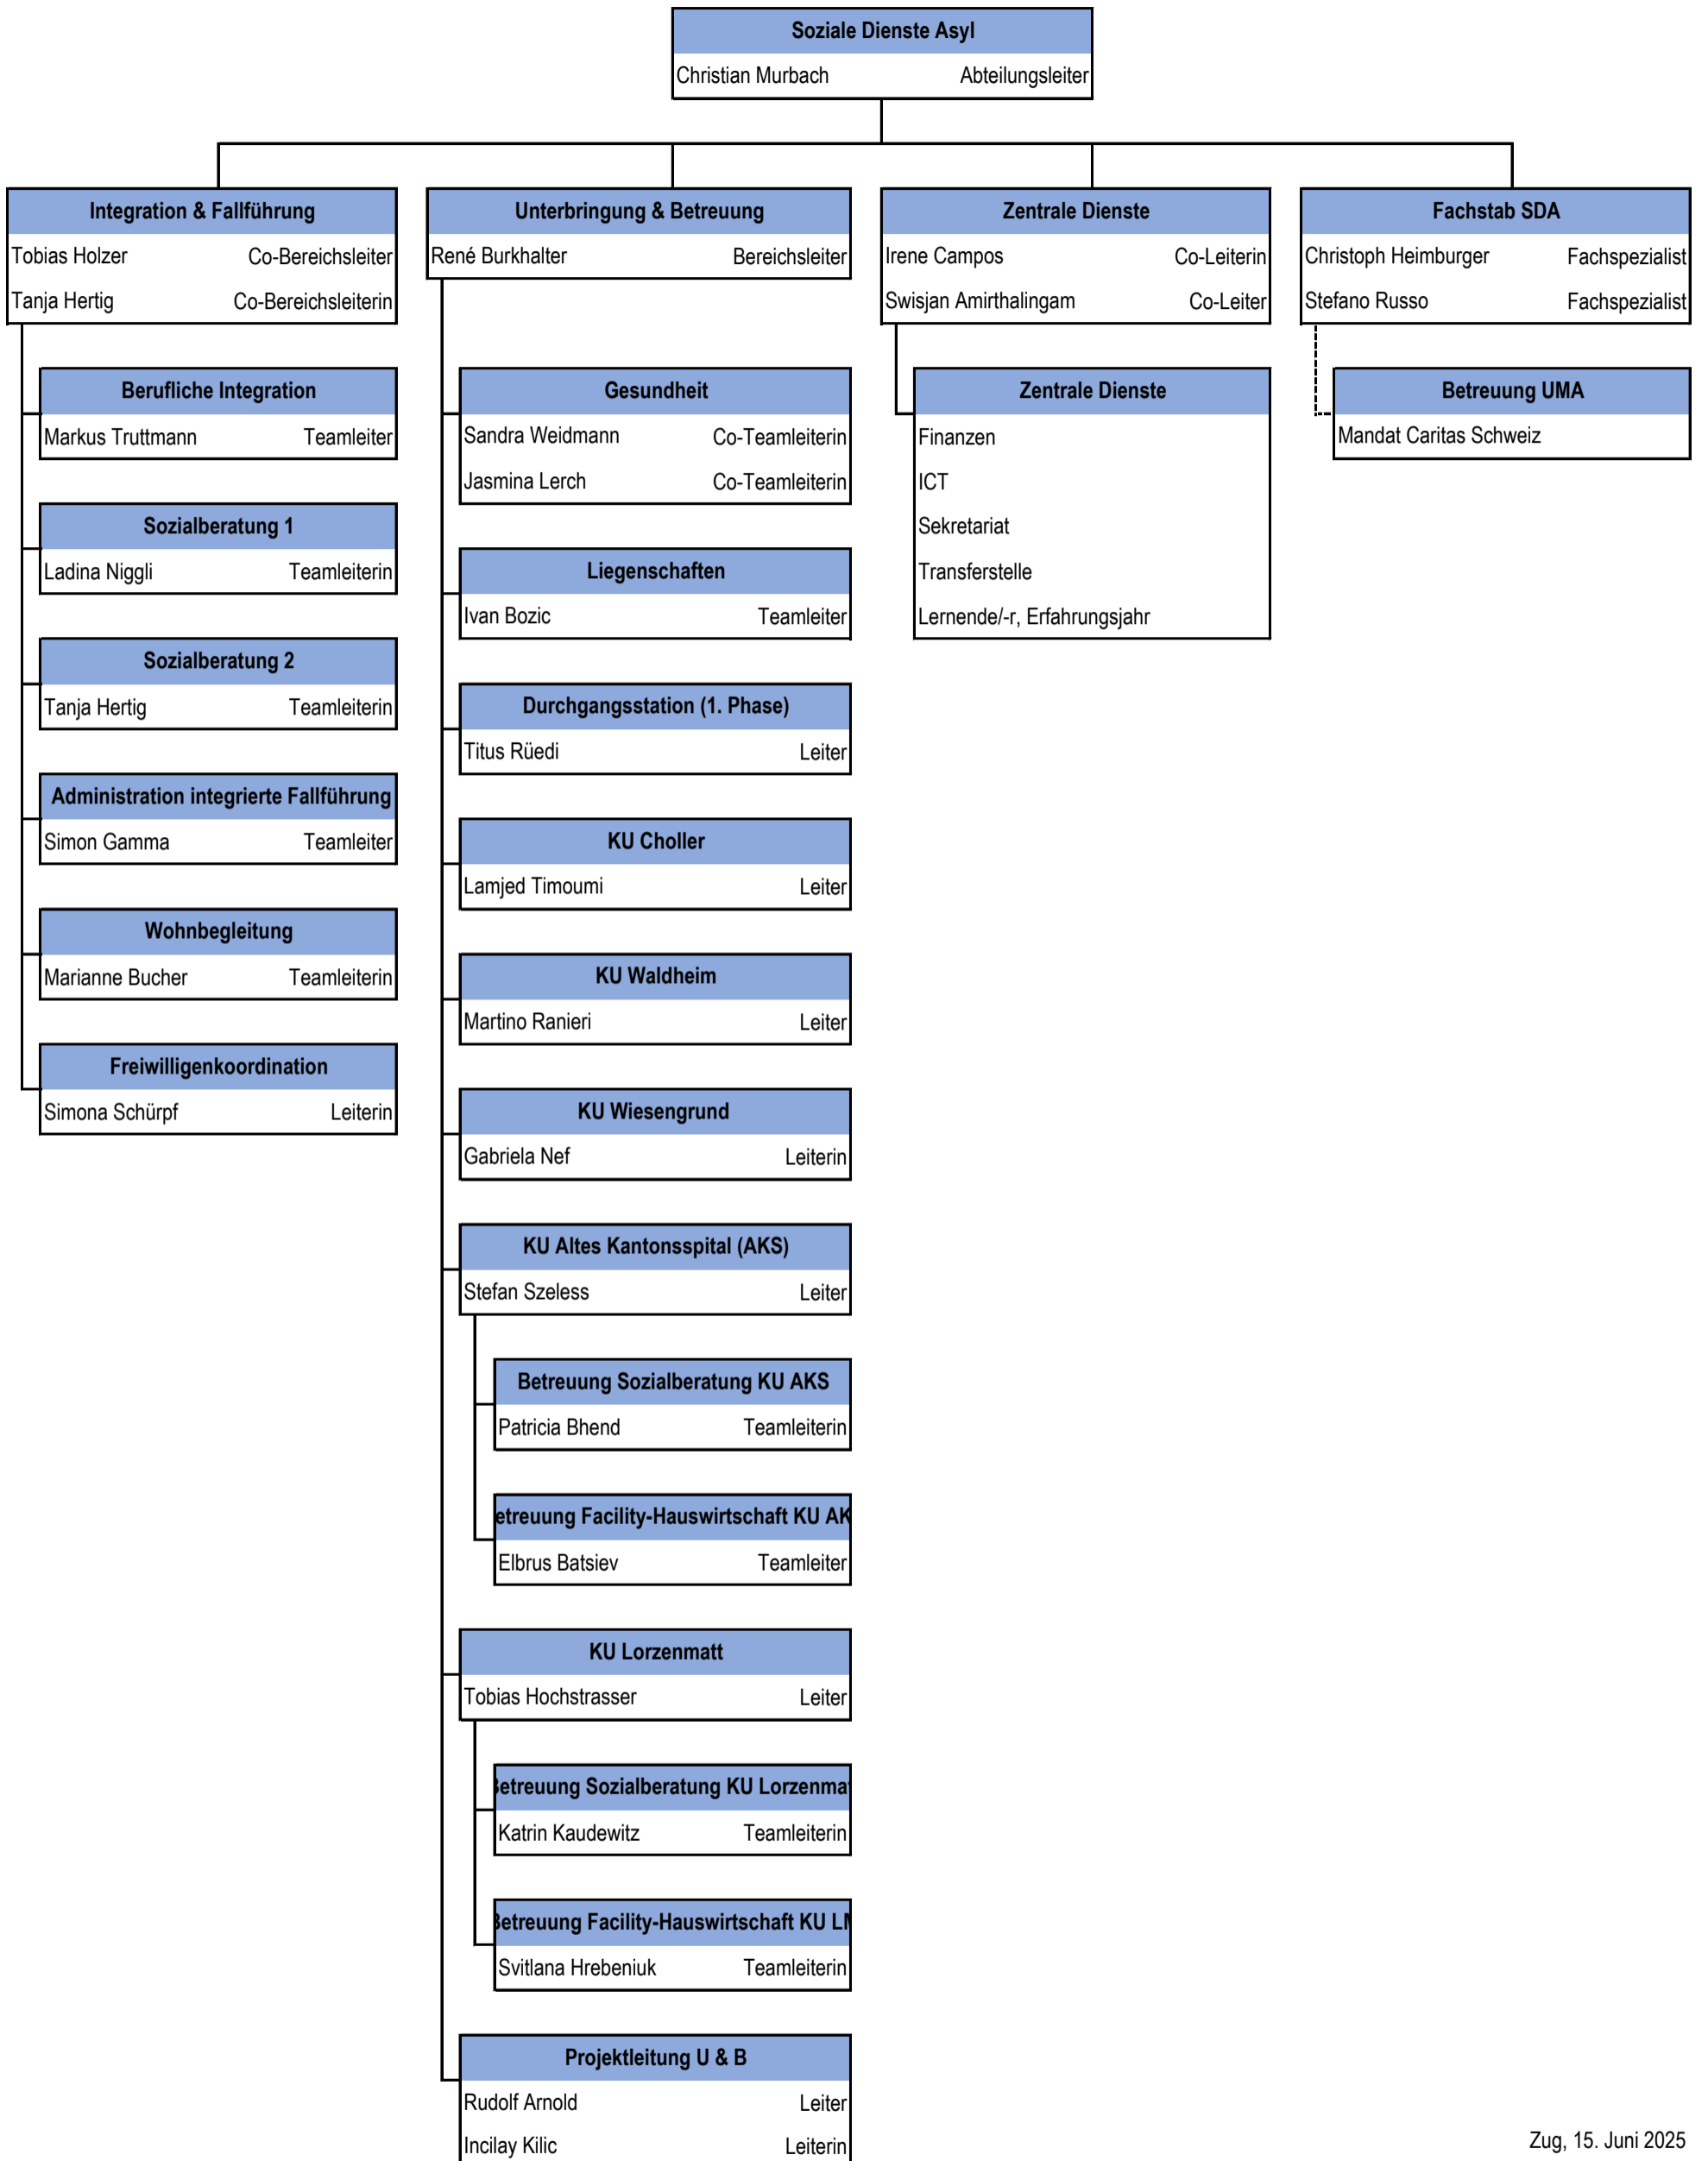 Soziale Dienste Asyl
Christian Murbach Abteilungsleiter
Integration & Fallführung
Tobias Holzer Co-Bereichsleiter
Tanja Hertig Co-Bereichsleiterin
Berufliche Integration
Markus Truttmann Teamleiter
Sozialberatung 1
Ladina Niggli Teamleiterin
Sozialberatung 2
Tanja Hertig Teamleiterin
Administration integrierte Fallführung
Simon Gamma Teamleiter
Wohnbegleitung
Marianne Bucher Teamleiterin
Freiwilligenkoordination
Simona Schürpf Leiterin
Unterbringung & Betreuung
René Burkhalter Bereichsleiter
Gesundheit
Sandra Weidmann Co-Teamleiterin
Jasmina Lerch Co-Teamleiterin
Liegenschaften
Ivan Bozic Teamleiter
Durchgangsstation (1. Phase)
Titus Rüedi Leiter
KU Choller
Lamjed Timoumi Leiter
KU Waldheim
Martino Ranieri Leiter
KU Wiesengrund
Gabriela Nef Leiterin
KU Altes Kantonsspital (AKS)
Stefan Szeless Leiter
Betreuung Sozialberatung KU AKS
Patricia Bhend Teamleiterin
etreuung Facility-Hauswirtschaft KU AK
Elbrus Batsiev Teamleiter
KU Lorzenmatt
Tobias Hochstrasser Leiter
Betreuung Sozialberatung KU Lorzenmat
Katrin Kaudewitz Teamleiterin
Betreuung Facility-Hauswirtschaft KU LM
Svitlana Hrebeniuk Teamleiterin
Projektleitung U & B
Rudolf Arnold Leiter
Incilay Kilic Leiterin
Zentrale Dienste
Irene Campos Co-Leiterin
Swisjan Amirthalingam Co-Leiter
Zentrale Dienste
Finanzen
ICT
Sekretariat
Transferstelle
Lernende/-r, Erfahrungsjahr
Fachstab SDA
Christoph Heimburger Fachspezialist
Stefano Russo Fachspezialist
Betreuung UMA
Mandat Caritas Schweiz
Zug, 15. Juni 2025